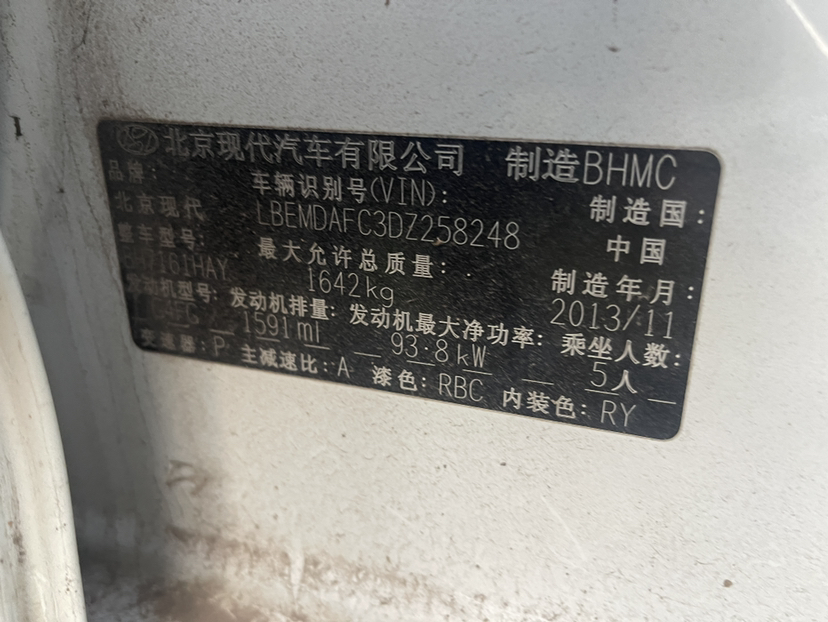 北京现代汽车有限公司 制造BHMC
品牌: 车辆识别号(VIN): 制造国:
北京现代 LBEMDAFC3DZ258248 中国
整车型号: 最大允许总质量: 制造年月:
BH7161HAY 1642kg 2013/11
发动机型号: 发动机排量: 发动机最大净功率: 乘坐人数:
1591ml 93.8kW 5人
变速器: P 主减速比: A 漆色: RBC 内装色: RY